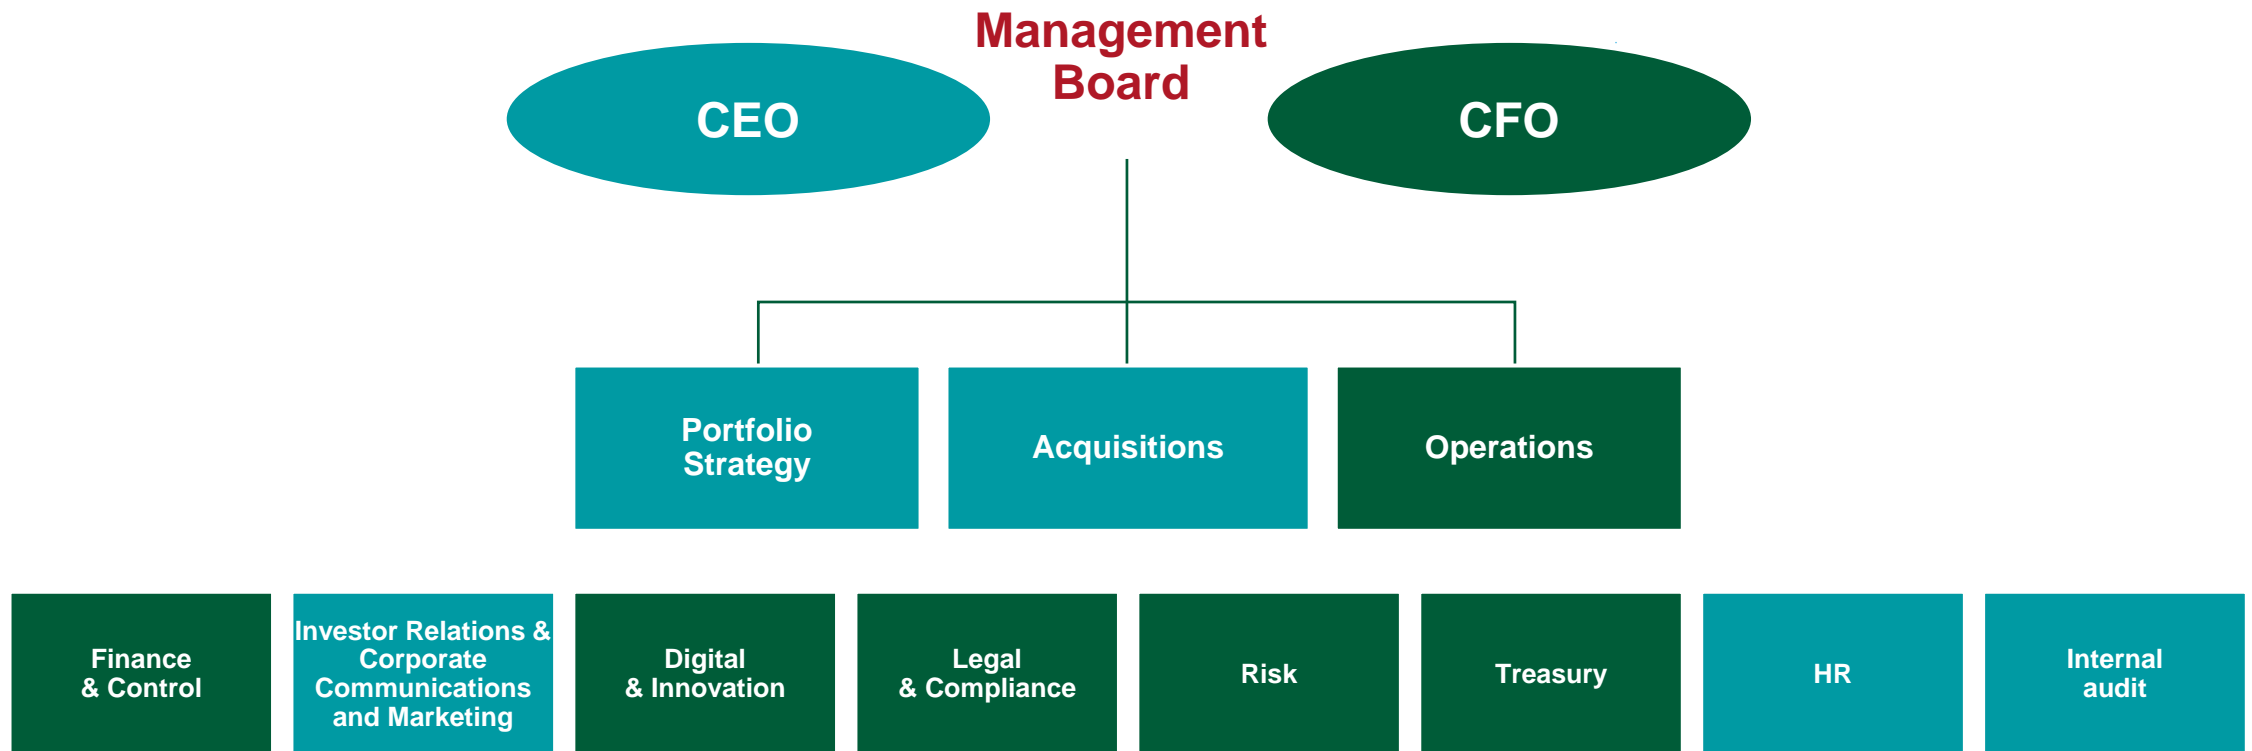 Management
Board
CEO
CFO
Portfolio
Strategy
Acquisitions
Operations
Finance
& Control
Investor Relations &
Corporate
Communications
and Marketing
Digital
& Innovation
Legal
& Compliance
Risk
Treasury
HR
Internal
audit